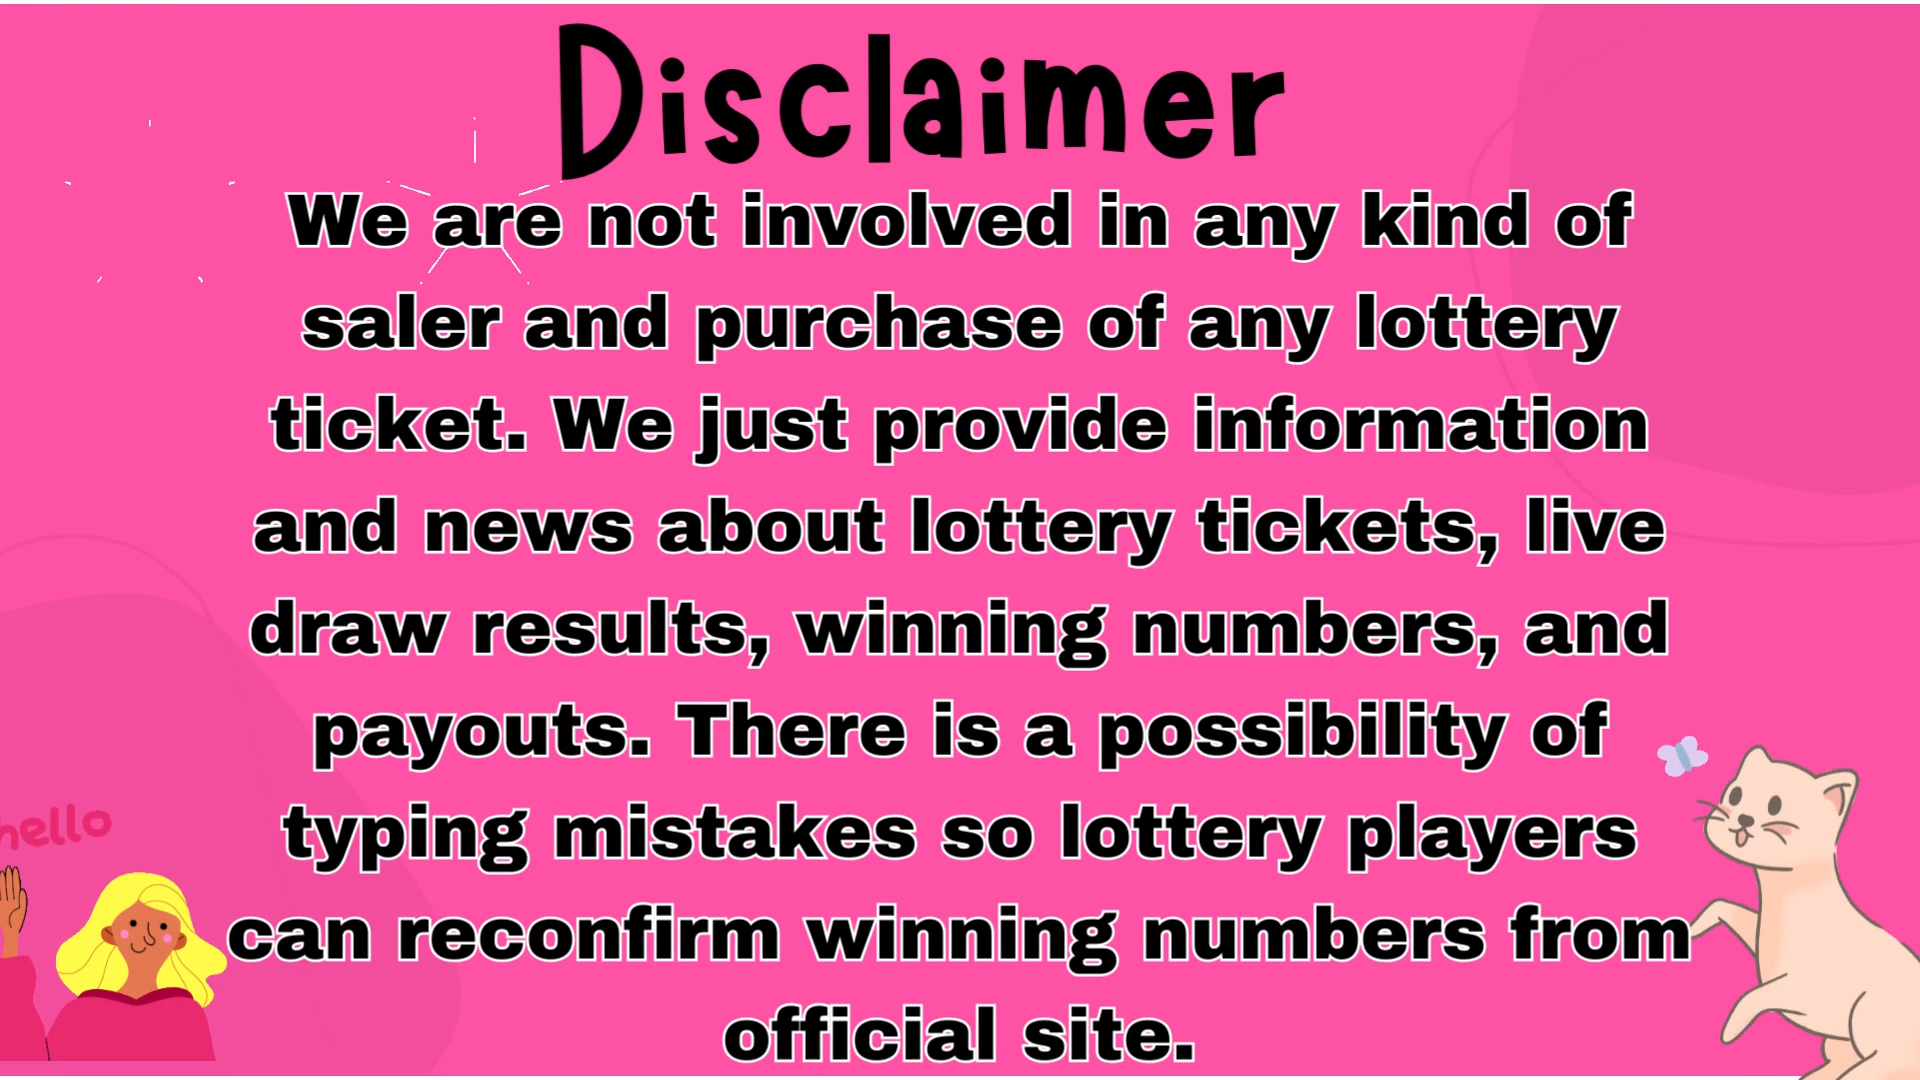 Disclaimer
We are not involved in any kind of
saler and purchase of any lottery
ticket. We just provide information
and news about lottery tickets, live
draw results, winning numbers, and
payouts. There is a possibility of
typing mistakes so lottery players
can reconfirm winning numbers from
official site.
hello